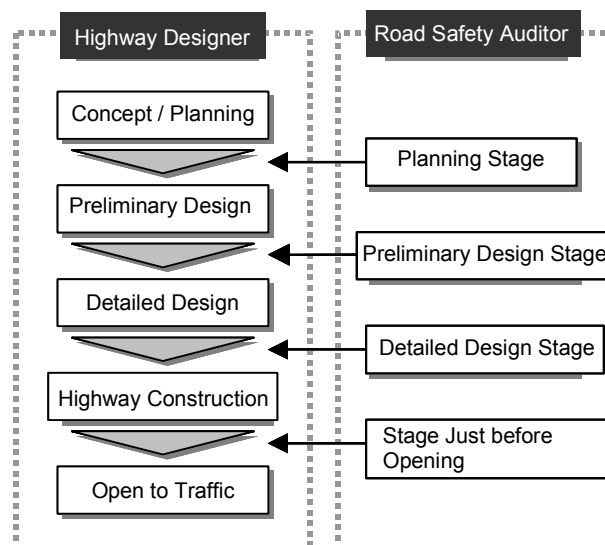 Highway Designer
Road Safety Auditor
Concept / Planning
Planning Stage
Preliminary Design
Preliminary Design Stage
Detailed Design
Detailed Design Stage
Highway Construction
Stage Just before
Opening
Open to Traffic